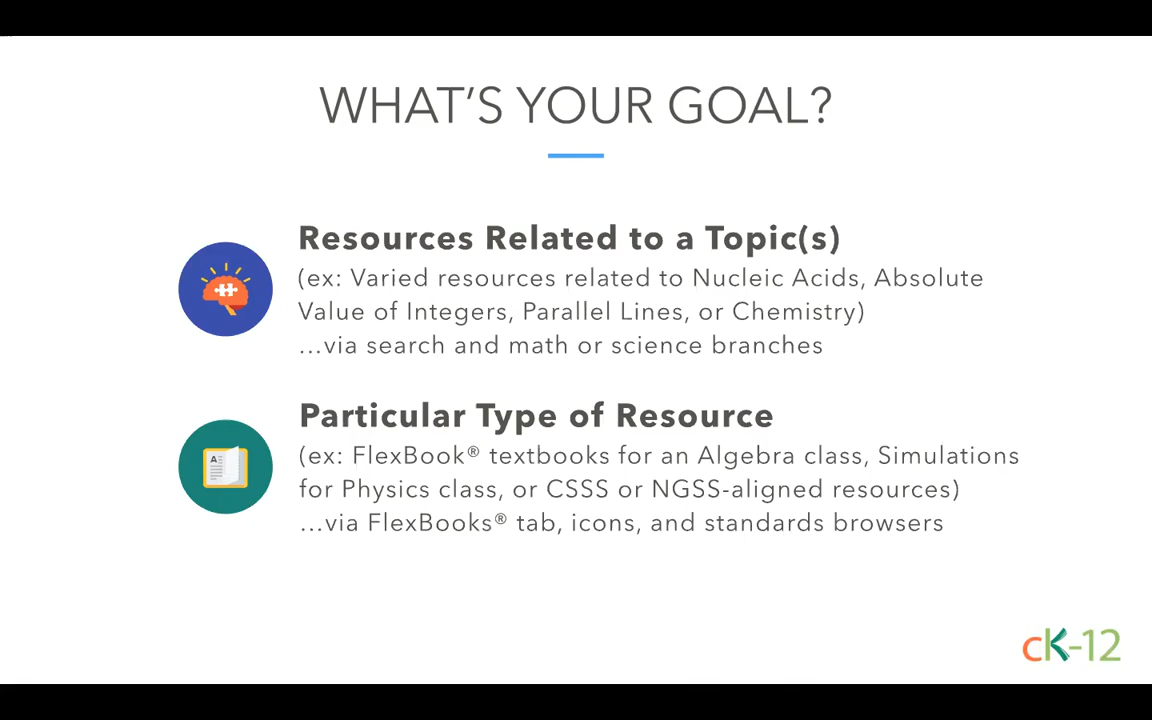 WHAT'S YOUR GOAL?
Resources Related to a Topic(s)
(ex: Varied resources related to Nucleic Acids, Absolute
Value of Integers, Parallel Lines, or Chemistry)
...via search and math or science branches
Particular Type of Resource
(ex: FlexBook® textbooks for an Algebra class, Simulations
for Physics class, or CSSS or NGSS-aligned resources)
...via FlexBooks® tab, icons, and standards browsers
A
cK-12